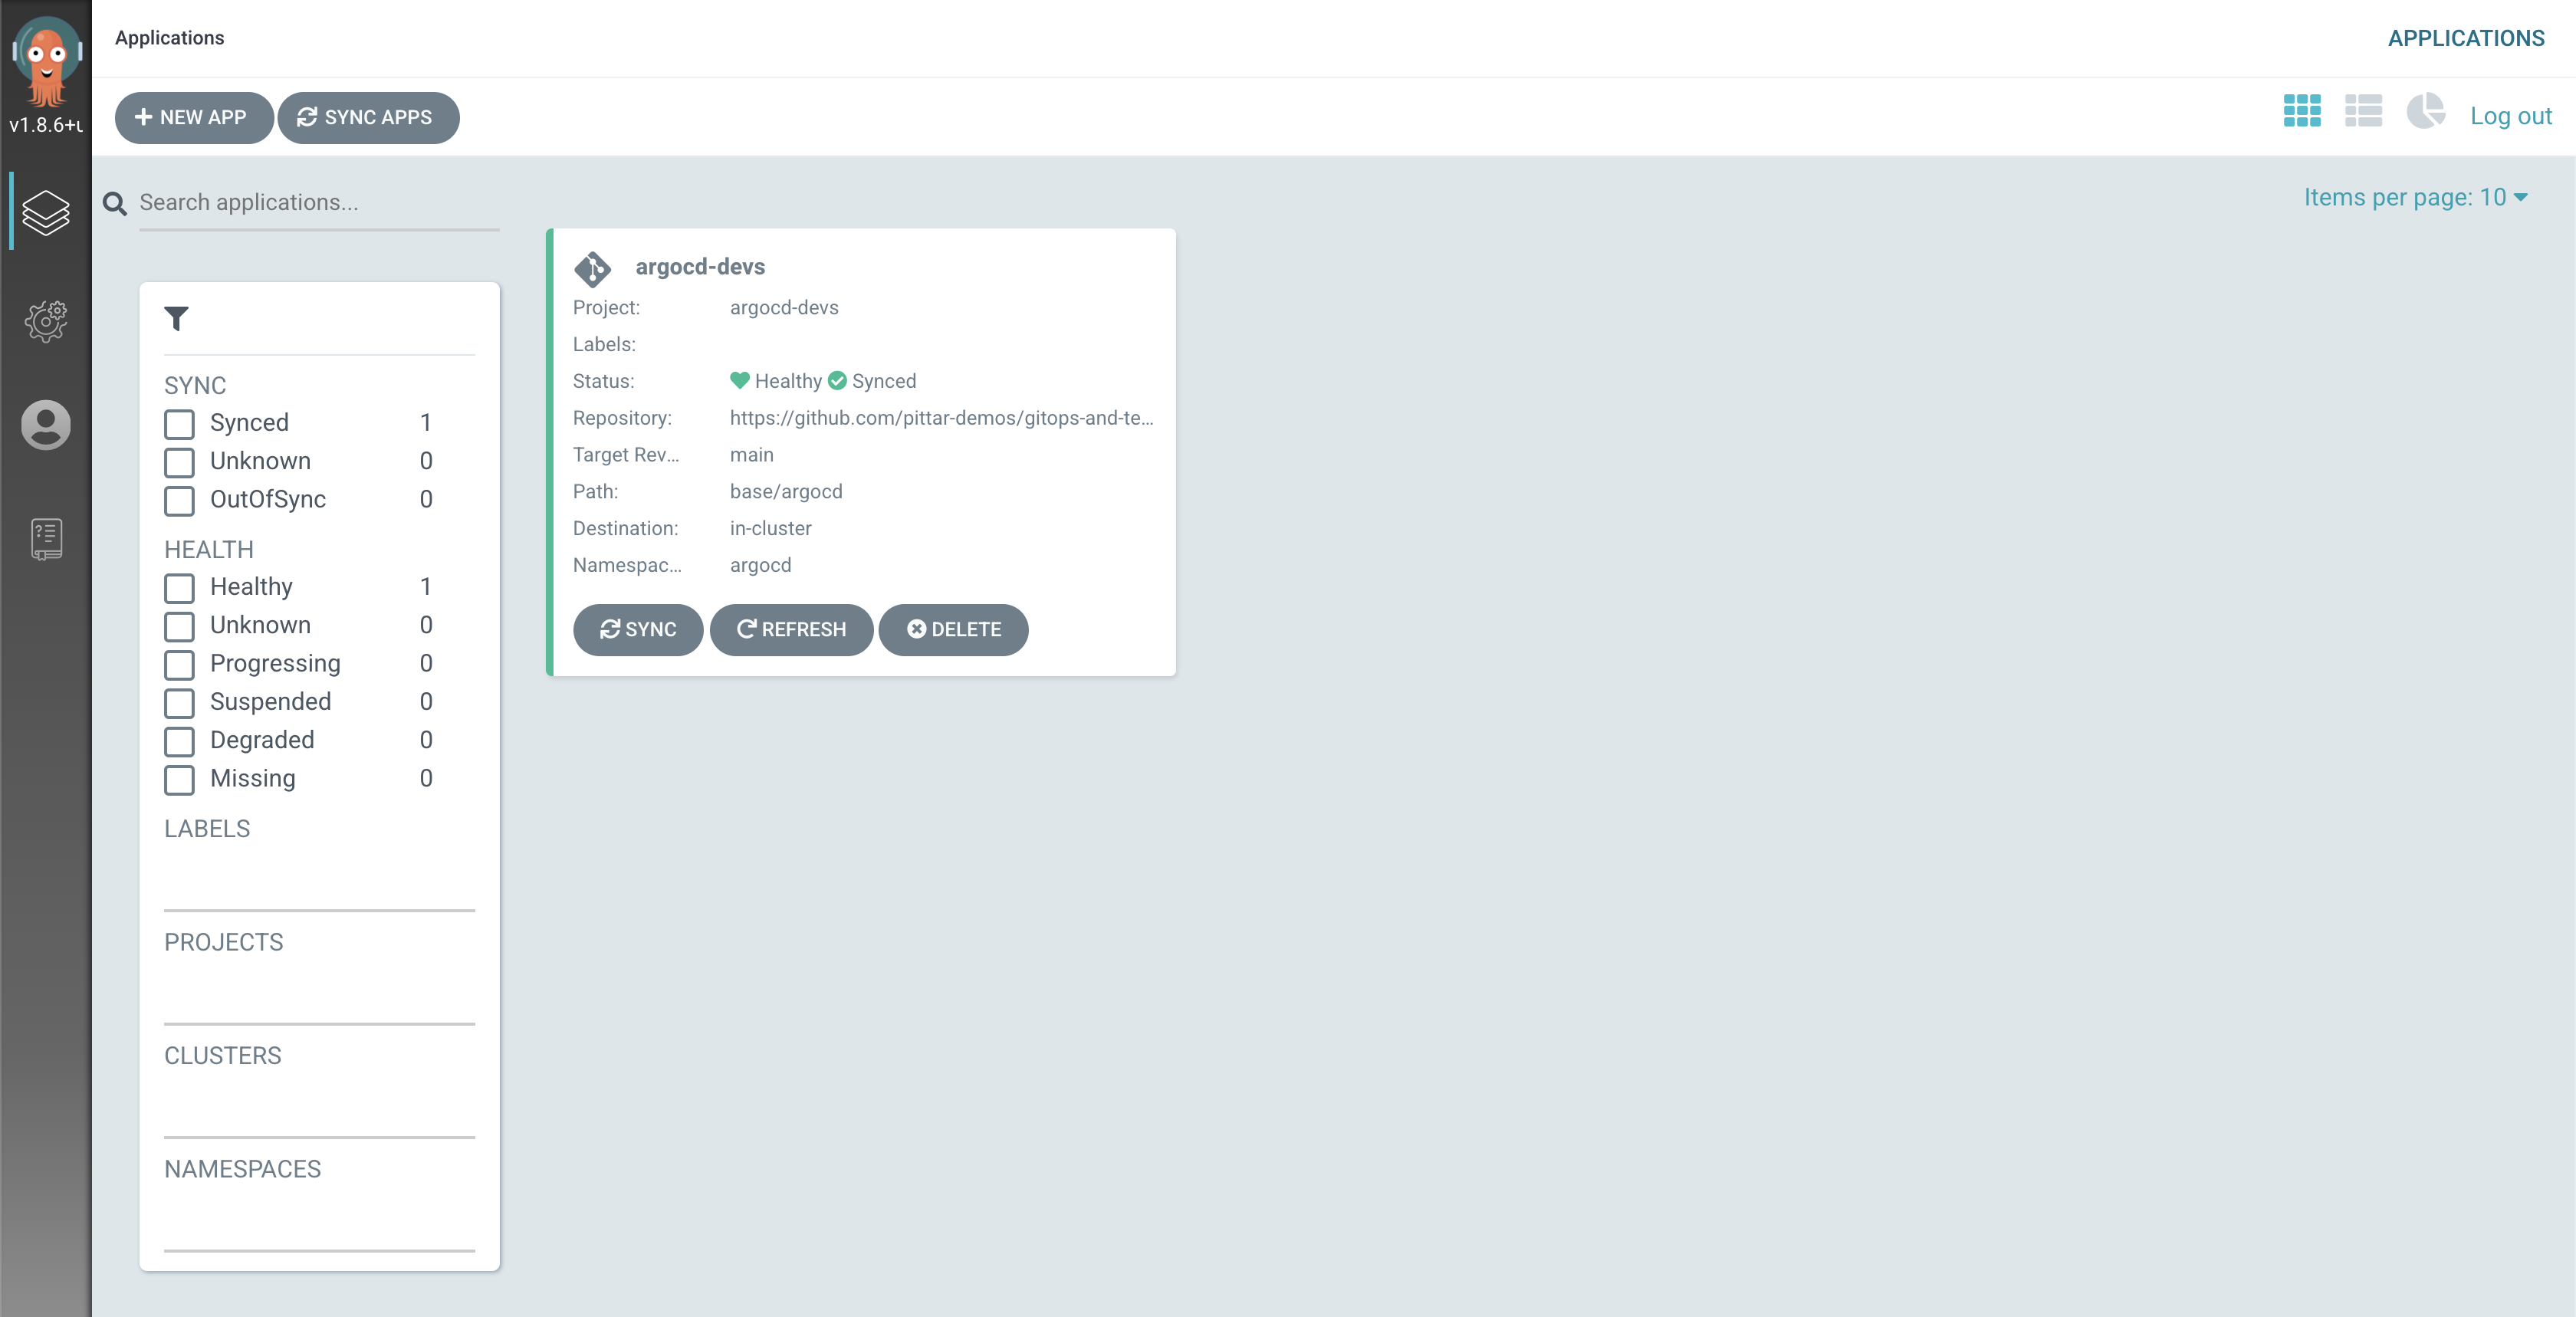 Applications
APPLICATIONS
v1.8.6+
NEW APP
SYNC APPS
Log out
Search applications...
Items per page: 10
SYNC
Synced 1
Unknown 0
OutOfSync 0
HEALTH
Healthy 1
Unknown 0
Progressing 0
Suspended 0
Degraded 0
Missing 0
LABELS
PROJECTS
CLUSTERS
NAMESPACES
argocd-devs
Project: argocd-devs
Labels:
Status: Healthy Synced
Repository: https://github.com/pittar-demos/gitops-and-te...
Target Rev... main
Path: base/argocd
Destination: in-cluster
Namespac... argocd
SYNC REFRESH DELETE